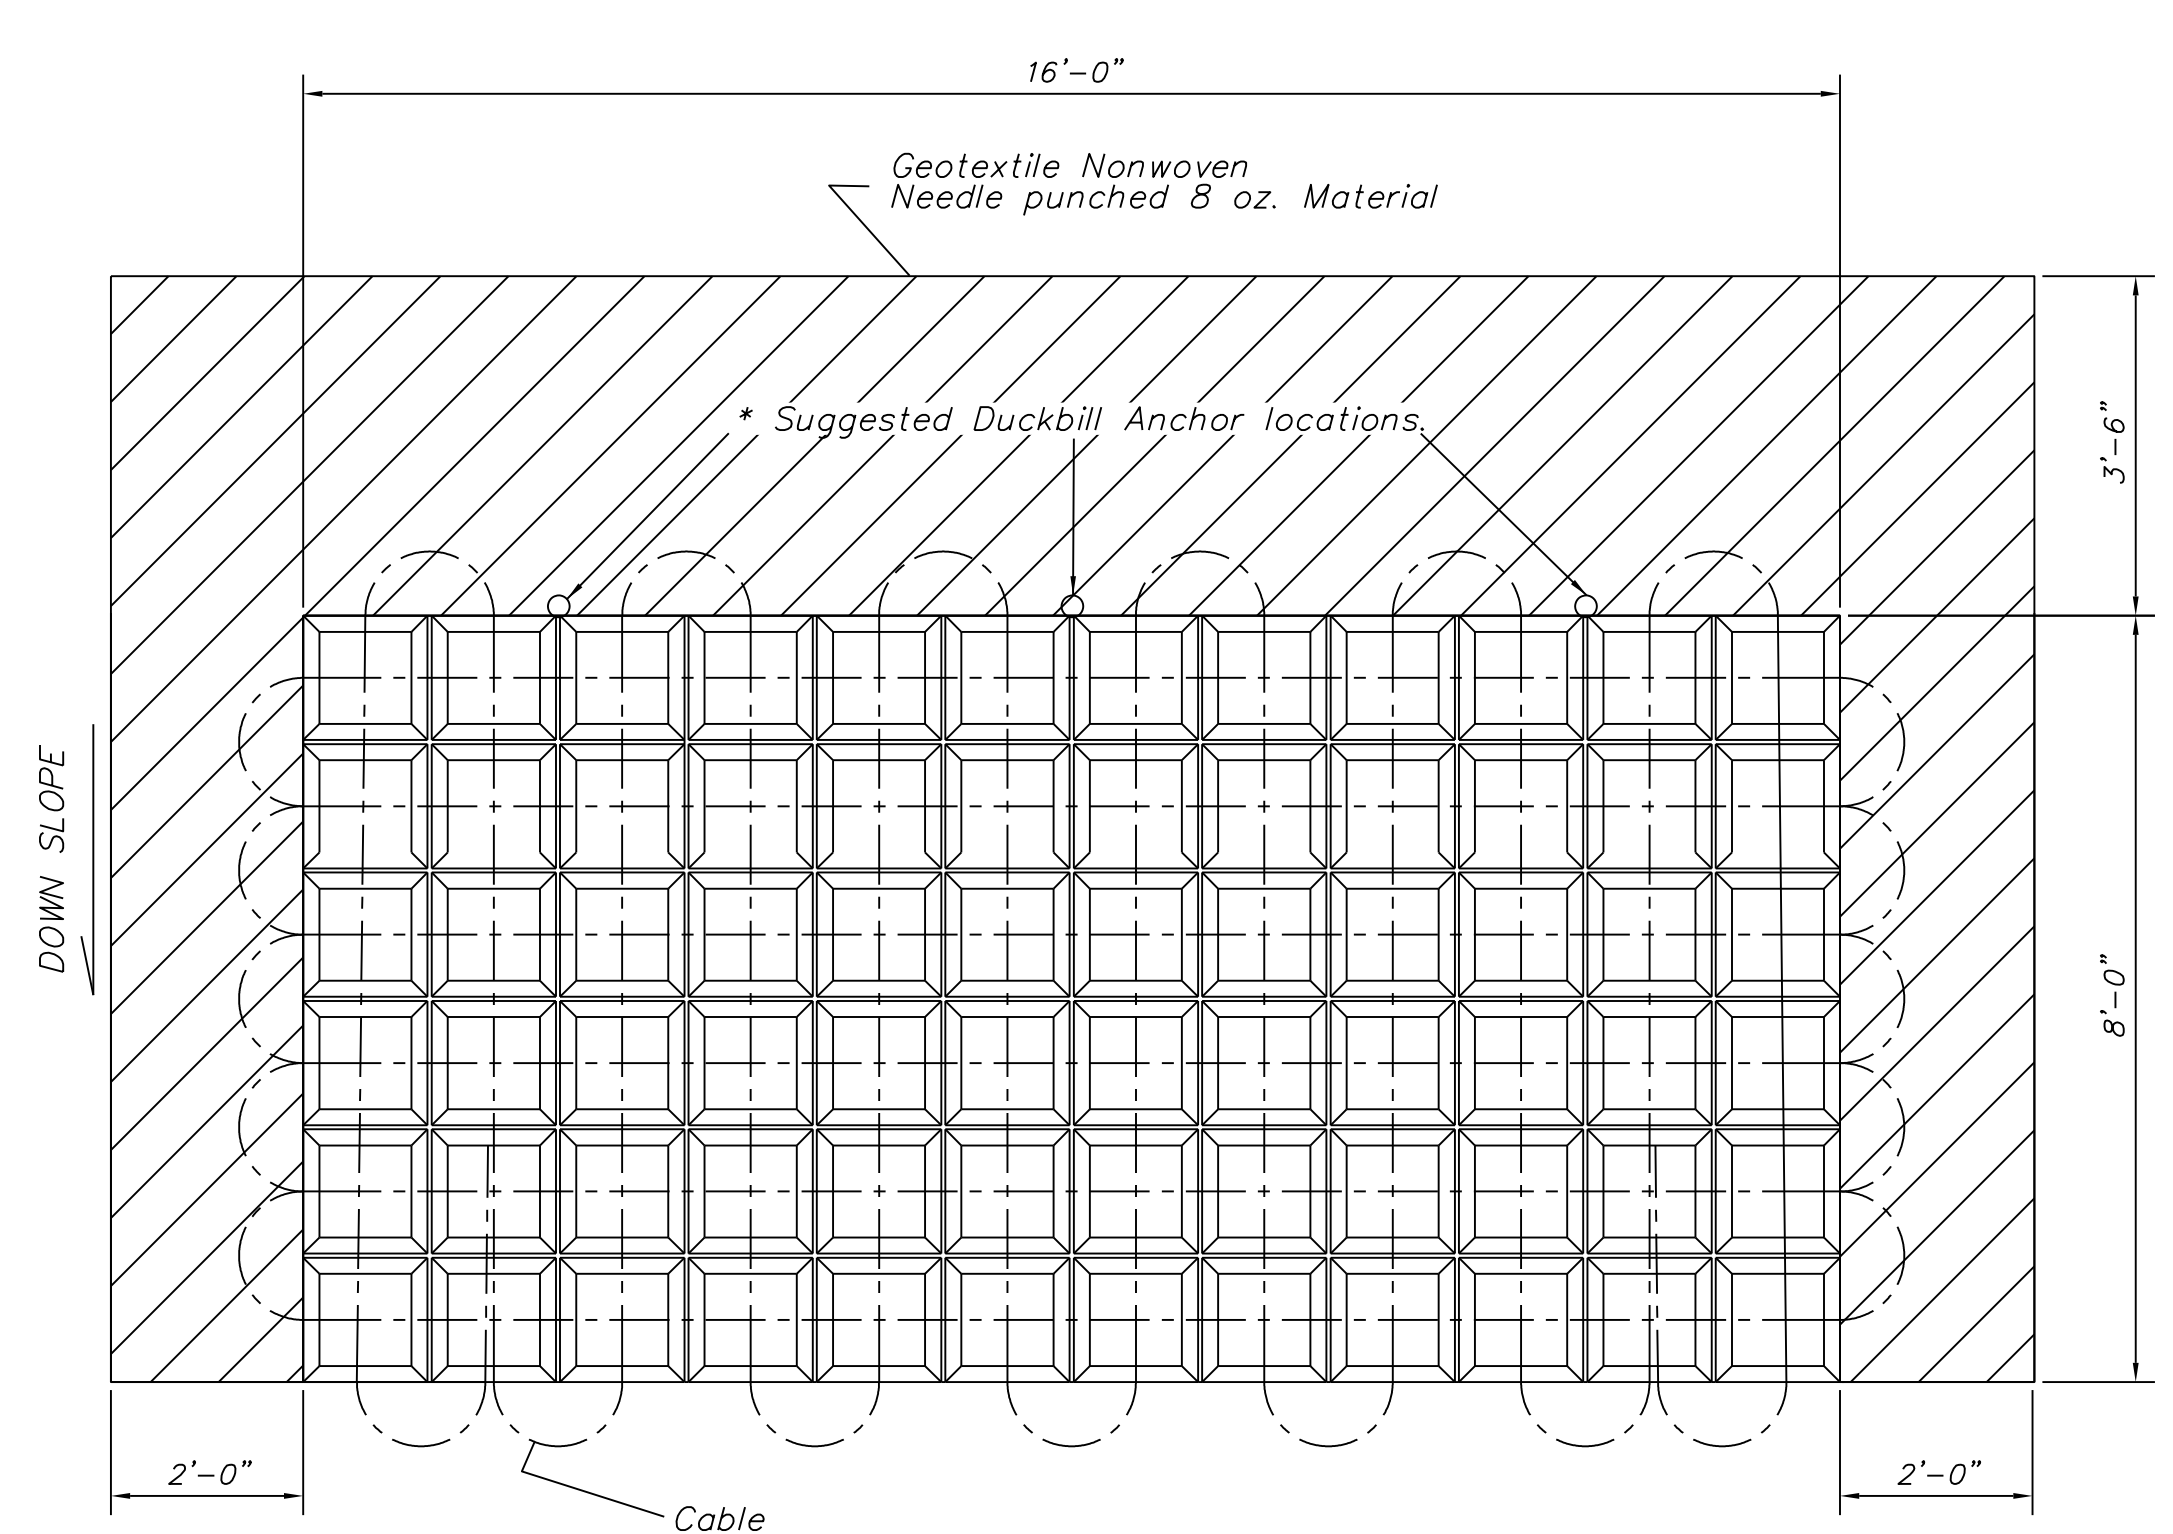 16'-0"
Geotextile Nonwoven
Needle punched 8 oz. Material
* Suggested Duckbill Anchor locations.
3'-6"
DOWN SLOPE
8'-0"
2'-0"
2'-0"
Cable